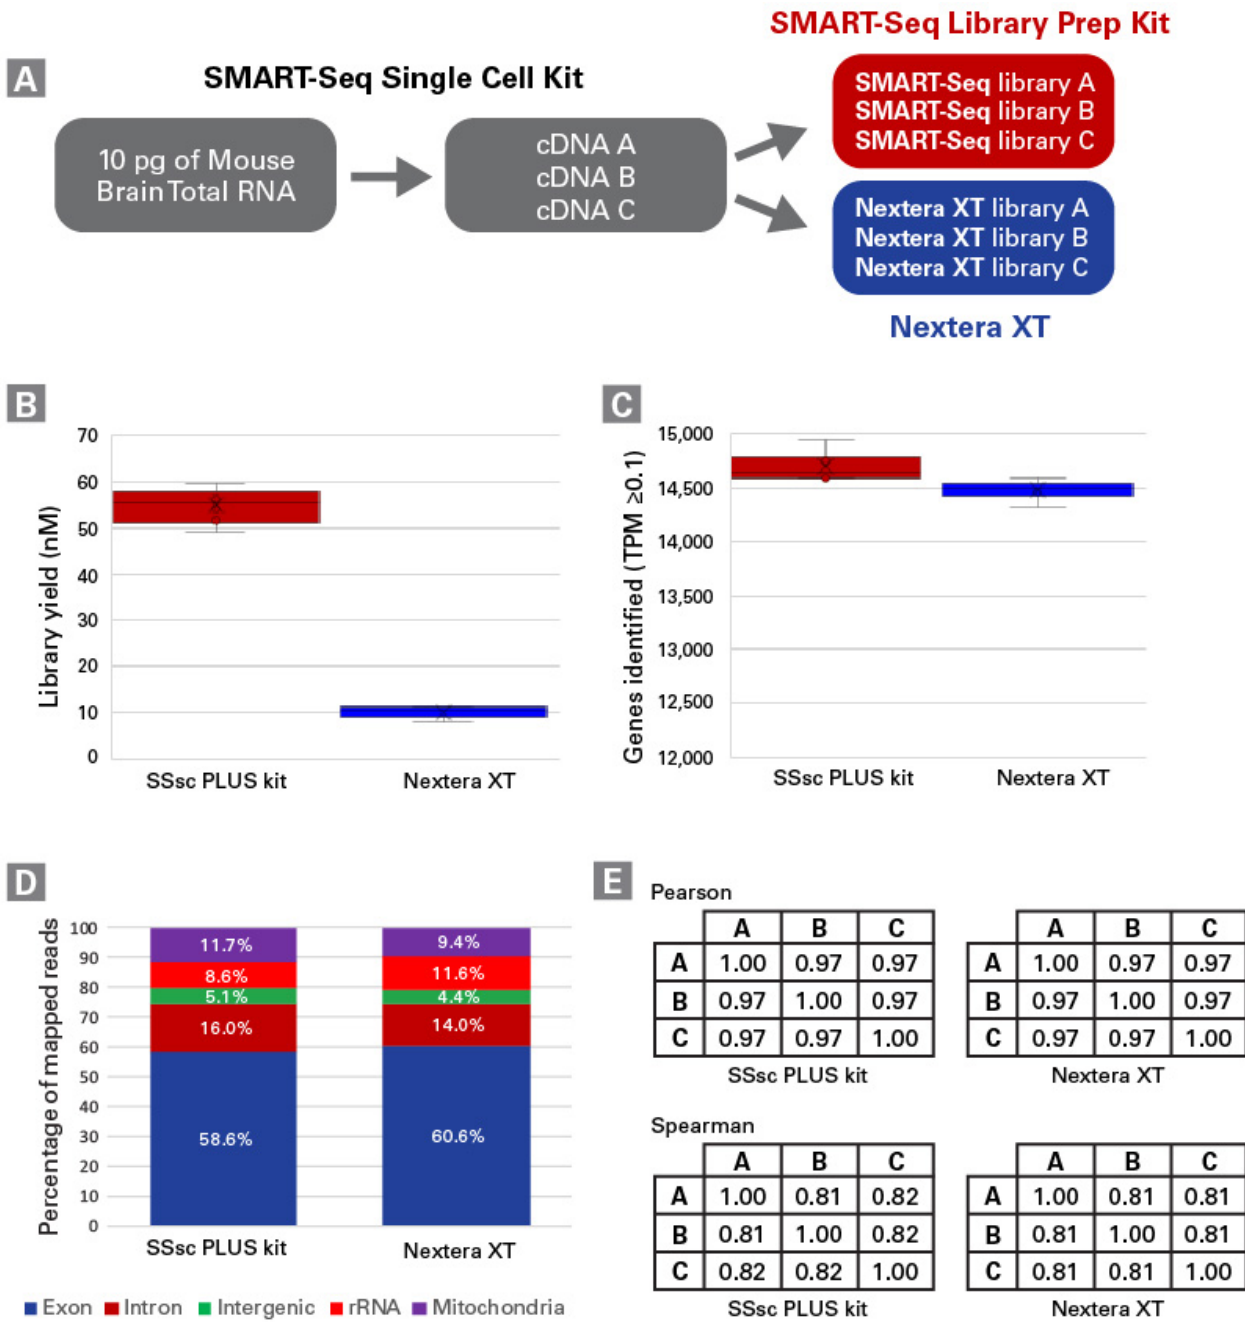 SMART-Seq Library Prep Kit
A
SMART-Seq Single Cell Kit
10 pg of Mouse
Brain Total RNA
cDNA A
cDNA B
cDNA C
SMART-Seq library A
SMART-Seq library B
SMART-Seq library C
Nextera XT library A
Nextera XT library B
Nextera XT library C
Nextera XT
B
Library yield (nM)
70
60
50
40
30
20
10
0
SSsc PLUS kit
Nextera XT
C
Genes identified (TPM ≥0.1)
15,000
14,500
14,000
13,500
13,000
12,500
12,000
SSsc PLUS kit
Nextera XT
D
Percentage of mapped reads
100
90
80
70
60
50
40
30
20
10
0
11.7%
8.6%
5.1%
16.0%
58.6%
9.4%
11.6%
4.4%
14.0%
60.6%
SSsc PLUS kit
Nextera XT
Exon Intron Intergenic rRNA Mitochondria
E
Pearson
A B C
A 1.00 0.97 0.97
B 0.97 1.00 0.97
C 0.97 0.97 1.00
SSsc PLUS kit
A B C
A 1.00 0.97 0.97
B 0.97 1.00 0.97
C 0.97 0.97 1.00
Nextera XT
Spearman
A B C
A 1.00 0.81 0.82
B 0.81 1.00 0.82
C 0.82 0.82 1.00
SSsc PLUS kit
A B C
A 1.00 0.81 0.81
B 0.81 1.00 0.81
C 0.81 0.81 1.00
Nextera XT